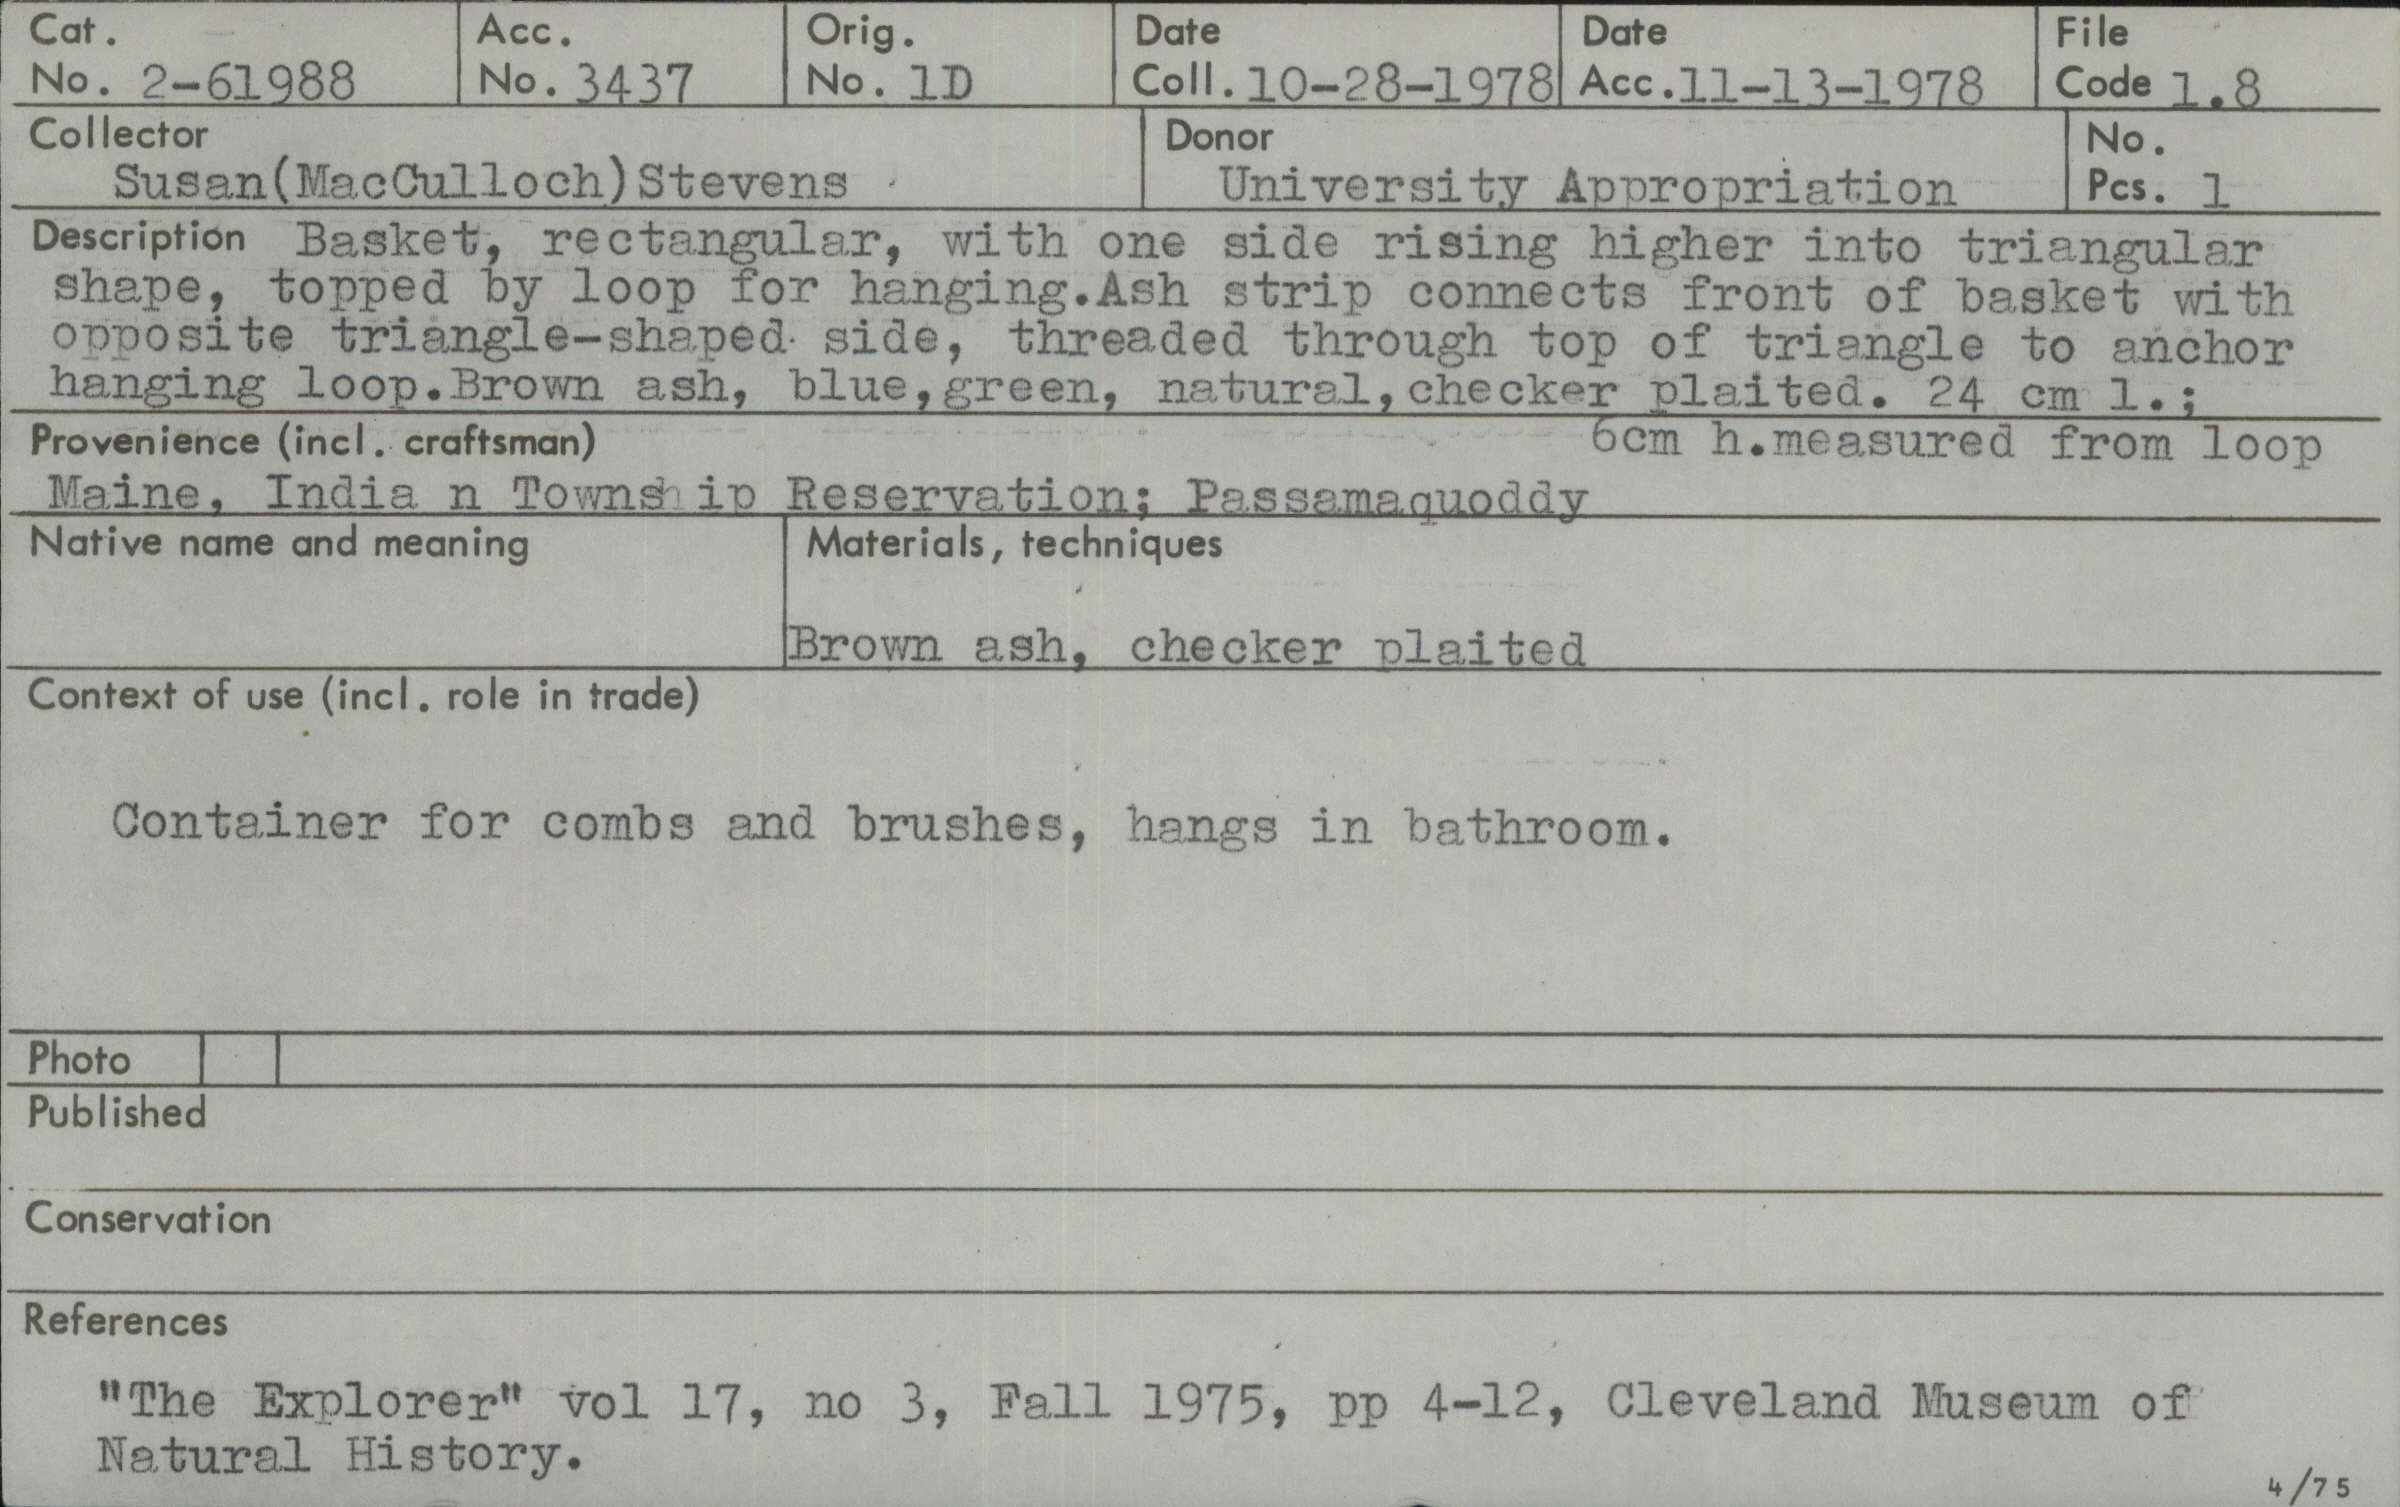 Cat. No. 2-61988 Acc. No. 3437 Orig. No. 1D Date Coll. 10-28-1978 Date Acc. 11-13-1978 File Code 1.8
Collector Donor No.
Susan(MacCulloch)Stevens University Appropriation Pcs. 1
Description Basket, rectangular, with one side rising higher into triangular
shape, topped by loop for hanging.Ash strip connects front of basket with
opposite triangle-shaped side, threaded through top of triangle to anchor
hanging loop.Brown ash, blue,green, natural,checker plaited. 24 cm l.;
Provenience (incl. craftsman) 6cm h.measured from loop
Maine, India n Township Reservation; Passamaquoddy
Native name and meaning Materials, techniques
Brown ash, checker plaited
Context of use (incl. role in trade)
Container for combs and brushes, hangs in bathroom.
Photo
Published
Conservation
References
"The Explorer" vol 17, no 3, Fall 1975, pp 4-12, Cleveland Museum of
Natural History.
4/75